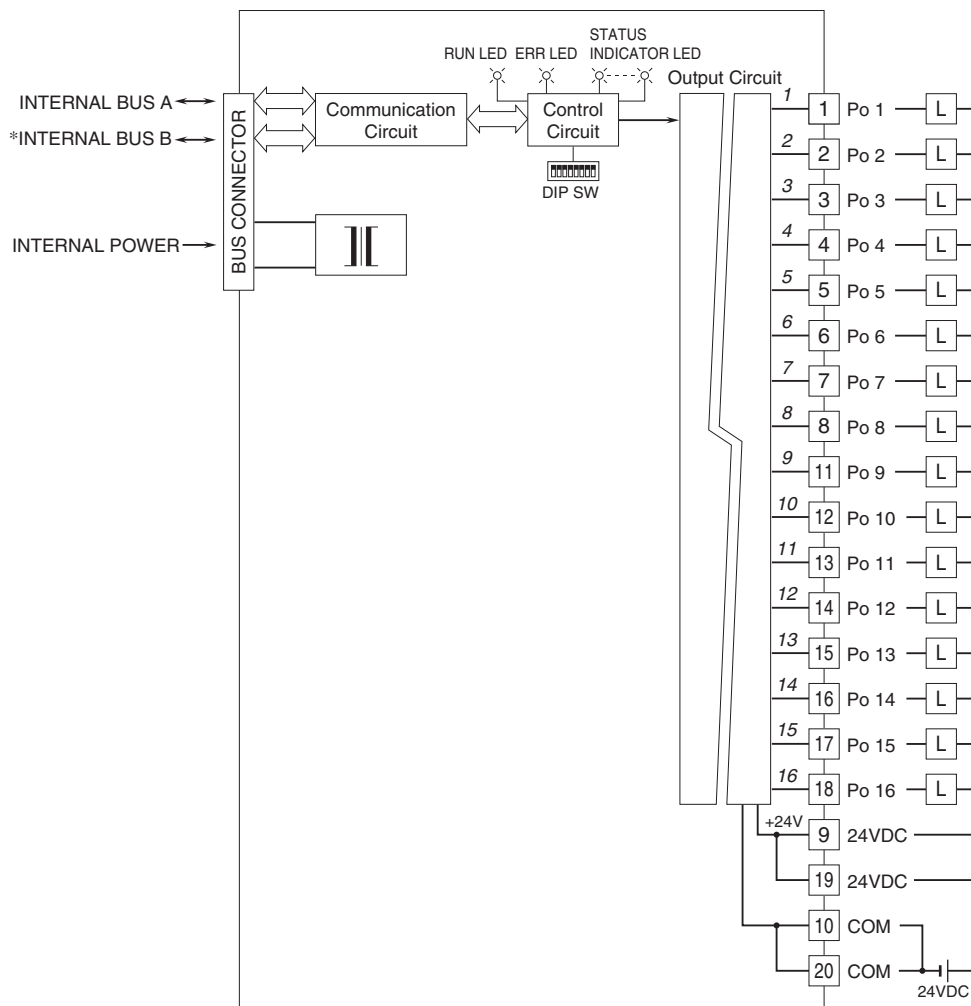 STATUS
RUN LED ERR LED INDICATOR LED
Output Circuit
INTERNAL BUS A
*INTERNAL BUS B
INTERNAL POWER
BUS CONNECTOR
Communication
Circuit
Control
Circuit
DIP SW
1 1 Po 1 L
2 2 Po 2 L
3 3 Po 3 L
4 4 Po 4 L
5 5 Po 5 L
6 6 Po 6 L
7 7 Po 7 L
8 8 Po 8 L
9 11 Po 9 L
10 12 Po 10 L
11 13 Po 11 L
12 14 Po 12 L
13 15 Po 13 L
14 16 Po 14 L
15 17 Po 15 L
16 18 Po 16 L
+24V 9 24VDC
19 24VDC
10 COM
20 COM
24VDC